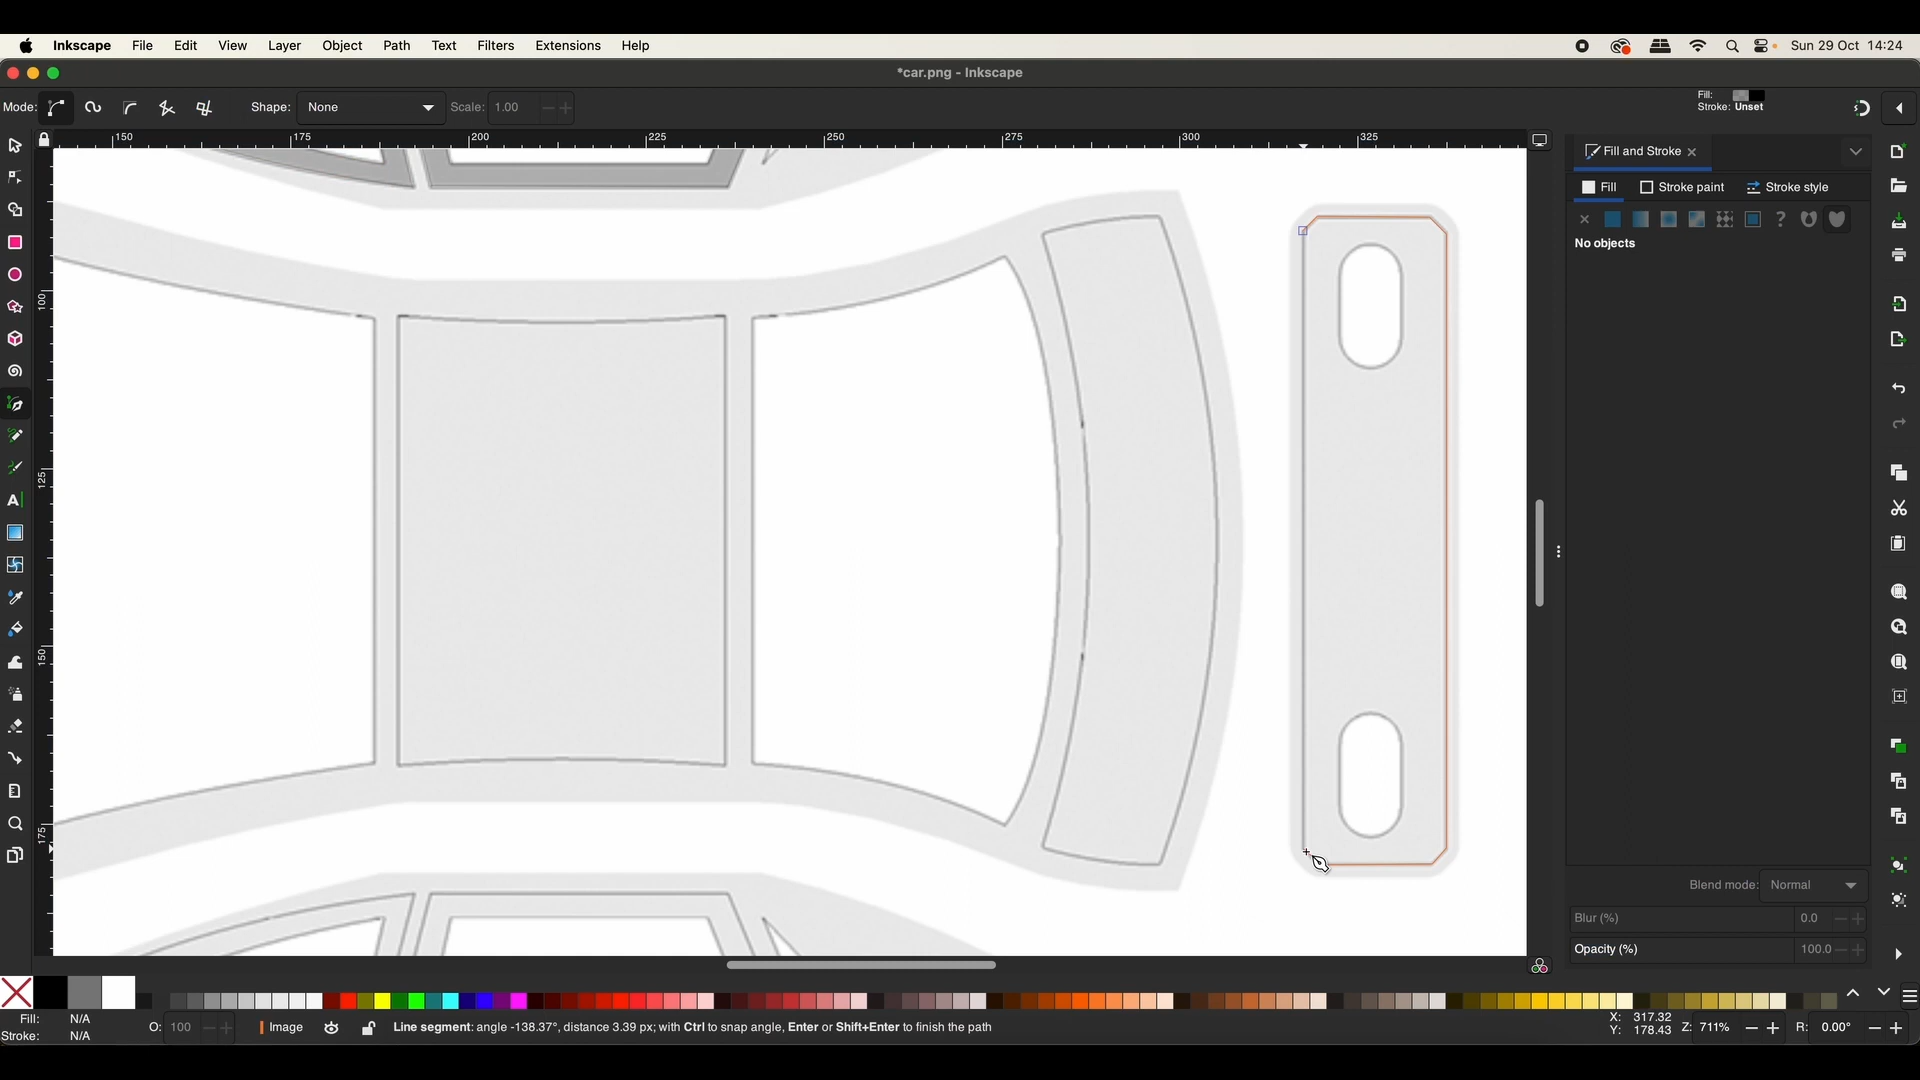 Inkscape File Edit View Layer Object Path Text Filters Extensions Help Sun 29 Oct 14:24
*car.png - Inkscape
Mode: Shape: None Scale: 1.00 Fill: Stroke: Unset
150 175 200 225 250 275 300 325
100
125
150
175
Fill and Stroke
Fill Stroke paint Stroke style
?
No objects
A
Blend mode: Normal
Blur (%) 0.0
Opacity (%) 100.0
Fill: N/A
Stroke: N/A
O: 100 Image Line segment: angle -138.37°, distance 3.39 px; with Ctrl to snap angle, Enter or Shift+Enter to finish the path
X: 317.32
Y: 178.43 Z: 711% R: 0.00°